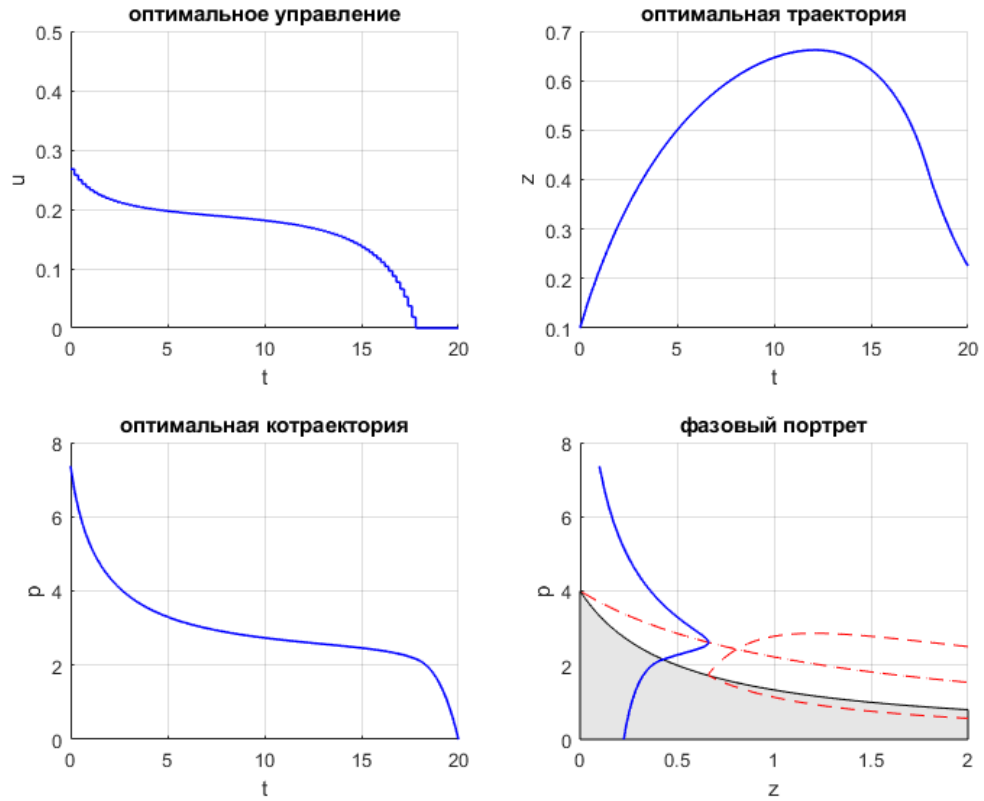 оптимальное управление
0.5
0.4
0.3
0.2
0.1
0
u
0 5 10 15 20
t
оптимальная траектория
0.7
0.6
0.5
0.4
0.3
0.2
0.1
z
0 5 10 15 20
t
оптимальная котраектория
8
6
4
2
0
p
0 5 10 15 20
t
фазовый портрет
8
6
4
2
0
p
0 0.5 1 1.5 2
z